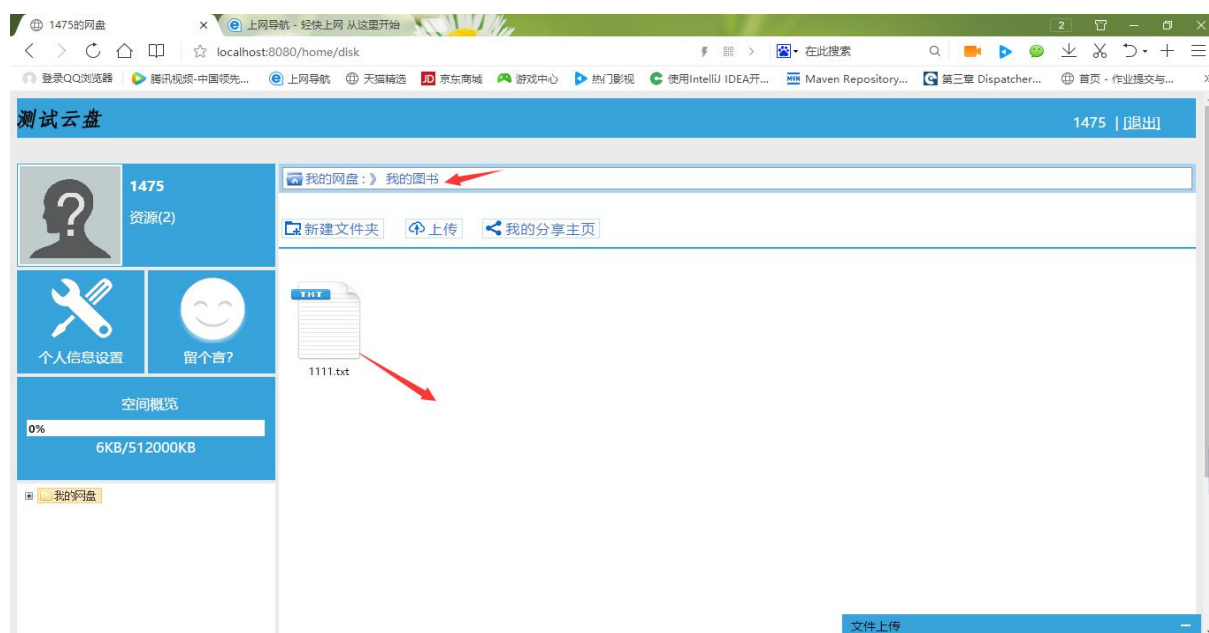 1475的网盘 × 上网导航 - 轻快上网 从这里开始 2
localhost:8080/home/disk 在此搜索
登录QQ浏览器 腾讯视频-中国领先... 上网导航 天猫精选 JD 京东商城 游戏中心 热门影视 使用IntelliJ IDEA开... Maven Repository... 第三章 Dispatcher... 首页 - 作业提交与...
测试云盘 1475 | [退出]
1475
资源(2)
我的网盘:》 我的图书
新建文件夹 上传 我的分享主页
TXT
1111.txt
个人信息设置 留个言?
空间概览
0%
6KB/512000KB
我的网盘
文件上传